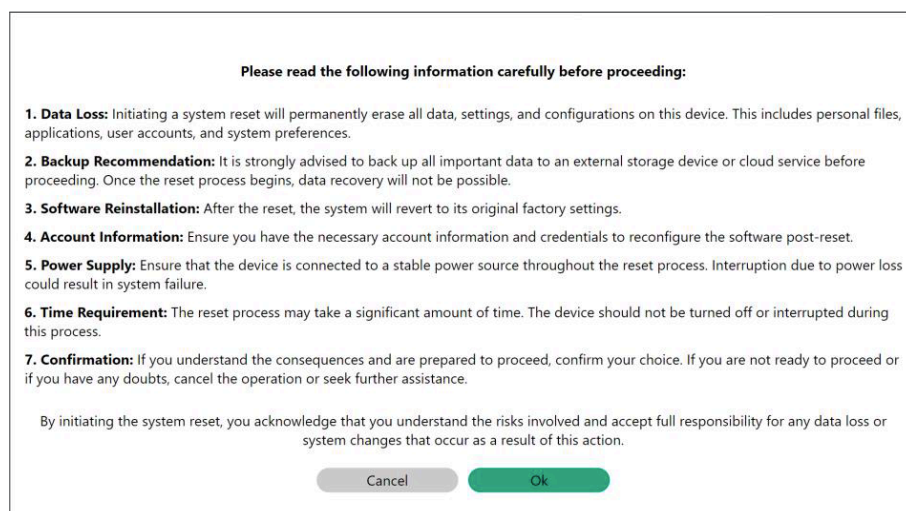 Please read the following information carefully before proceeding:
1. Data Loss: Initiating a system reset will permanently erase all data, settings, and configurations on this device. This includes personal files,
applications, user accounts, and system preferences.
2. Backup Recommendation: It is strongly advised to back up all important data to an external storage device or cloud service before
proceeding. Once the reset process begins, data recovery will not be possible.
3. Software Reinstallation: After the reset, the system will revert to its original factory settings.
4. Account Information: Ensure you have the necessary account information and credentials to reconfigure the software post-reset.
5. Power Supply: Ensure that the device is connected to a stable power source throughout the reset process. Interruption due to power loss
could result in system failure.
6. Time Requirement: The reset process may take a significant amount of time. The device should not be turned off or interrupted during
this process.
7. Confirmation: If you understand the consequences and are prepared to proceed, confirm your choice. If you are not ready to proceed or
if you have any doubts, cancel the operation or seek further assistance.
By initiating the system reset, you acknowledge that you understand the risks involved and accept full responsibility for any data loss or
system changes that occur as a result of this action.
Cancel Ok